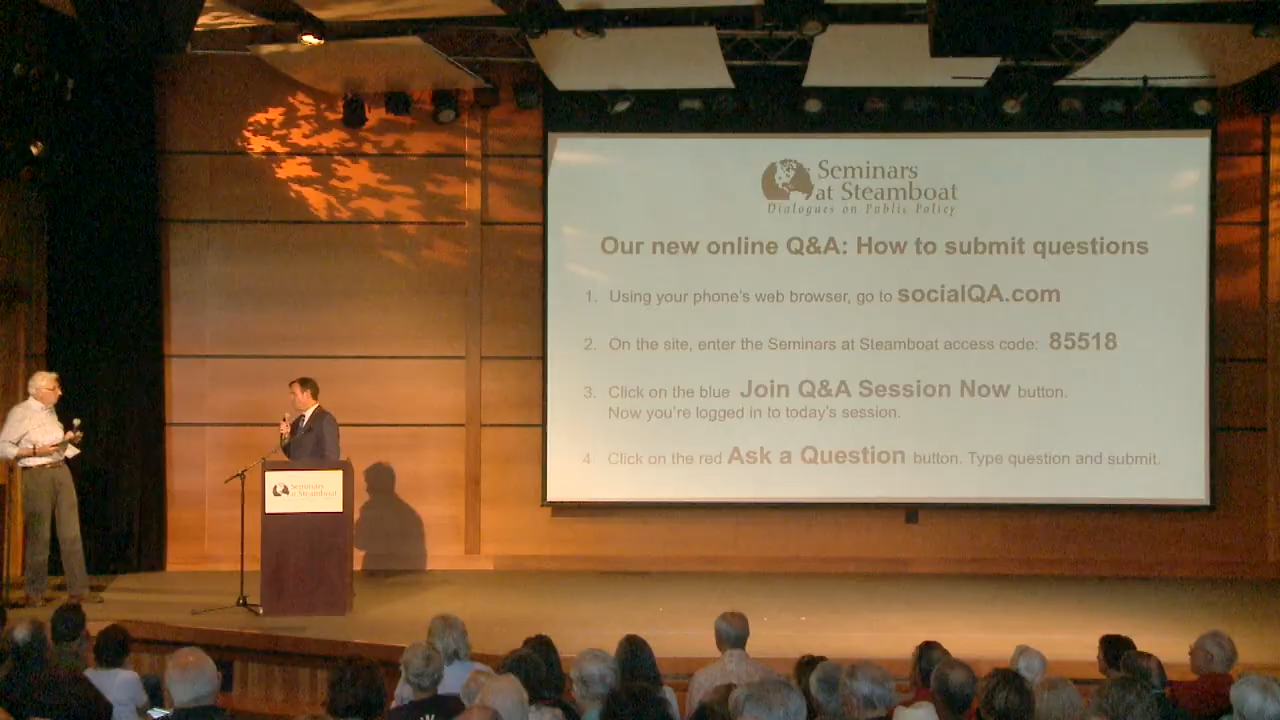 Seminars
at Steamboat
Dialogues on Public Policy
Our new online Q&A: How to submit questions
1. Using your phone's web browser, go to socialQA.com
2. On the site, enter the Seminars at Steamboat access code: 85518
3. Click on the blue Join Q&A Session Now button.
Now you're logged in to today's session.
4. Click on the red Ask a Question button. Type question and submit.
Seminars
at Steamboat